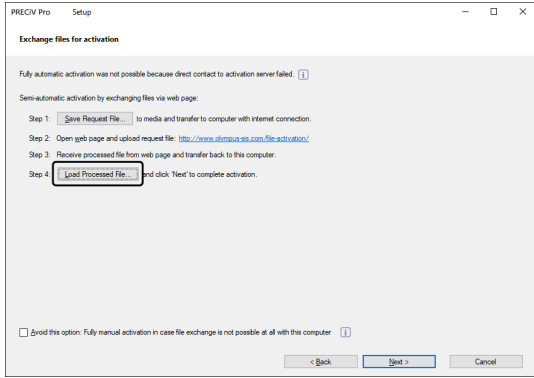 PRECiV Pro Setup
Exchange files for activation
Fully automatic activation was not possible because direct contact to activation server failed. i
Semi-automatic activation by exchanging files via web page:
Step 1: Save Request File... to media and transfer to computer with internet connection.
Step 2: Open web page and upload request file: http://www.olympus-sis.com/file-activation/
Step 3: Receive processed file from web page and transfer back to this computer.
Step 4: Load Processed File... and click 'Next' to complete activation.
Avoid this option: Fully manual activation in case file exchange is not possible at all with this computer i
< Back Next > Cancel